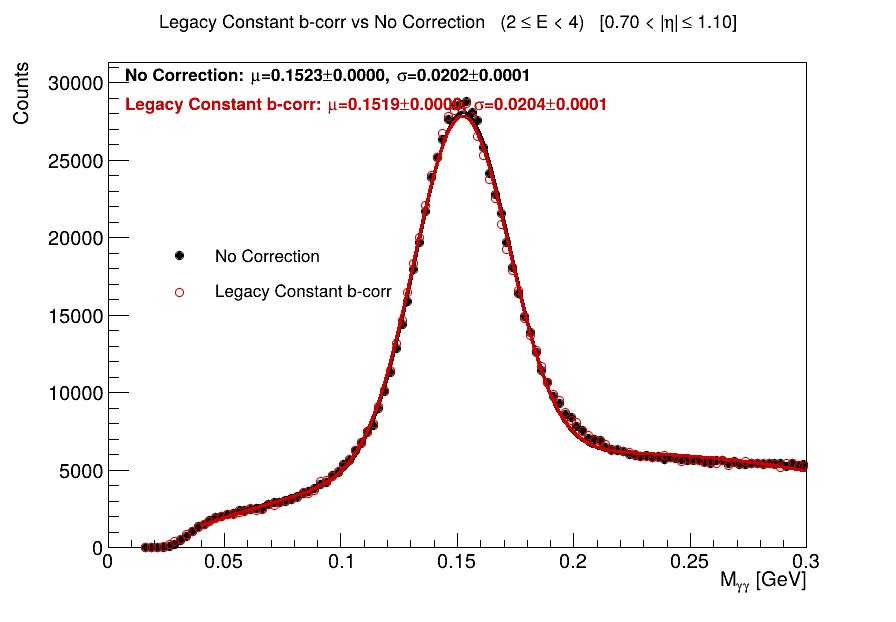 Legacy Constant b-corr vs No Correction (2 ≤ E < 4) [0.70 < |η| ≤ 1.10]
Counts
No Correction: μ=0.1523±0.0000, σ=0.0202±0.0001
Legacy Constant b-corr: μ=0.1519±0.0000, σ=0.0204±0.0001
30000
25000
20000
15000
10000
5000
0
No Correction
Legacy Constant b-corr
0 0.05 0.1 0.15 0.2 0.25 0.3
Mγγ [GeV]